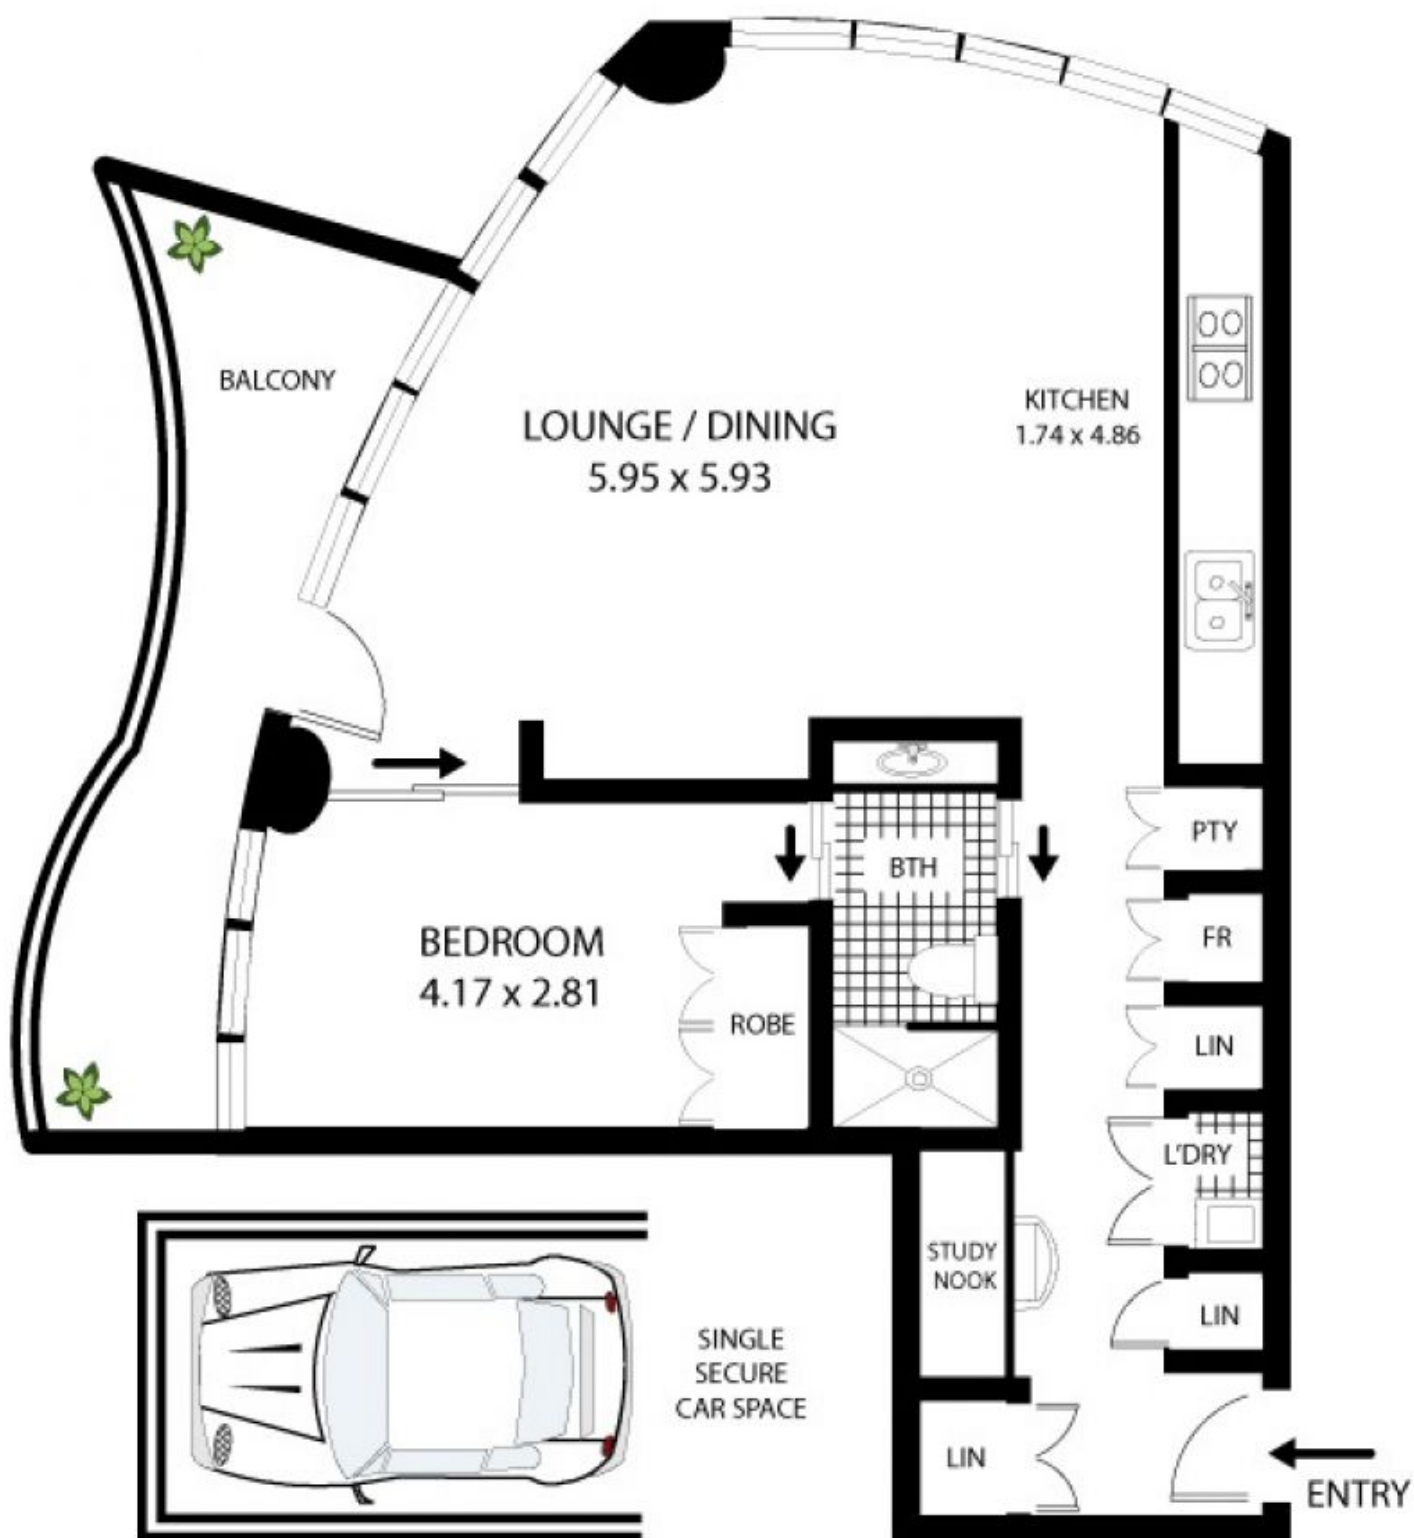 BALCONY
LOUNGE / DINING
5.95 x 5.93
KITCHEN
1.74 x 4.86
PTY
BTH
FR
BEDROOM
4.17 x 2.81
ROBE
LIN
L'DRY
STUDY
NOOK
LIN
SINGLE
SECURE
CAR SPACE
LIN
ENTRY